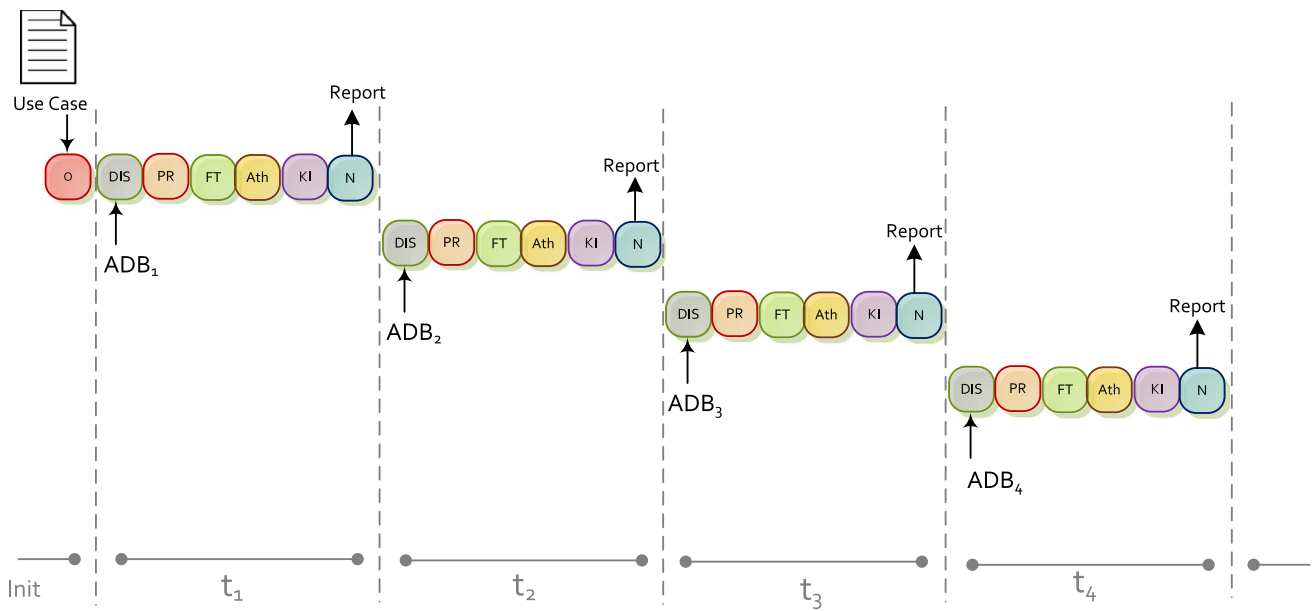 Use Case
Report
O DIS PR FT Ath KI N
ADB₁
Report
DIS PR FT Ath KI N
ADB₂
Report
DIS PR FT Ath KI N
ADB₃
Report
DIS PR FT Ath KI N
ADB₄
Init t₁ t₂ t₃ t₄